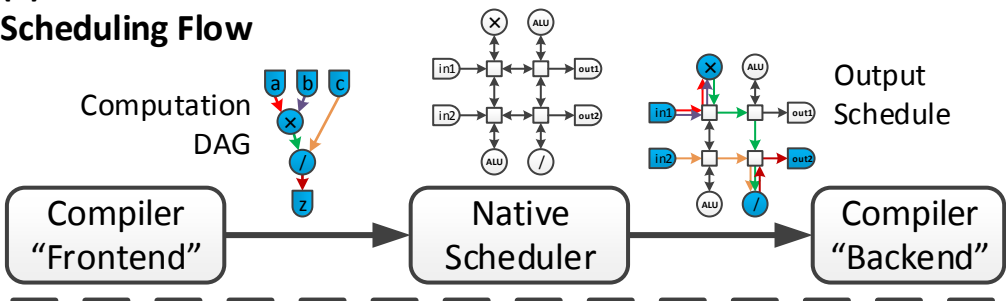 Scheduling Flow
Computation
DAG
a b c
×
/
z
× ALU
in1 out1
in2 out2
ALU /
× ALU
in1 out1
in2 out2
ALU /
Output
Schedule
Compiler
“Frontend”
Native
Scheduler
Compiler
“Backend”